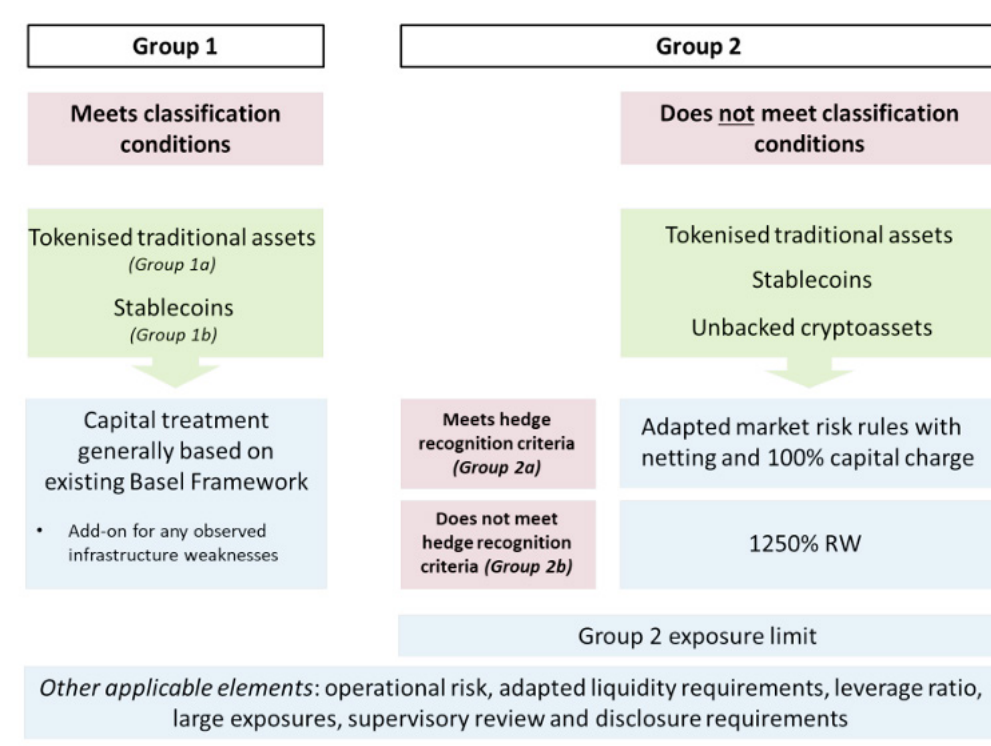 Group 1
Group 2
Meets classification
conditions
Does not meet classification
conditions
Tokenised traditional assets
(Group 1a)
Stablecoins
(Group 1b)
Tokenised traditional assets
Stablecoins
Unbacked cryptoassets
Capital treatment
generally based on
existing Basel Framework
• Add-on for any observed
infrastructure weaknesses
Meets hedge
recognition criteria
(Group 2a)
Adapted market risk rules with
netting and 100% capital charge
Does not meet
hedge recognition
criteria (Group 2b)
1250% RW
Group 2 exposure limit
Other applicable elements: operational risk, adapted liquidity requirements, leverage ratio,
large exposures, supervisory review and disclosure requirements